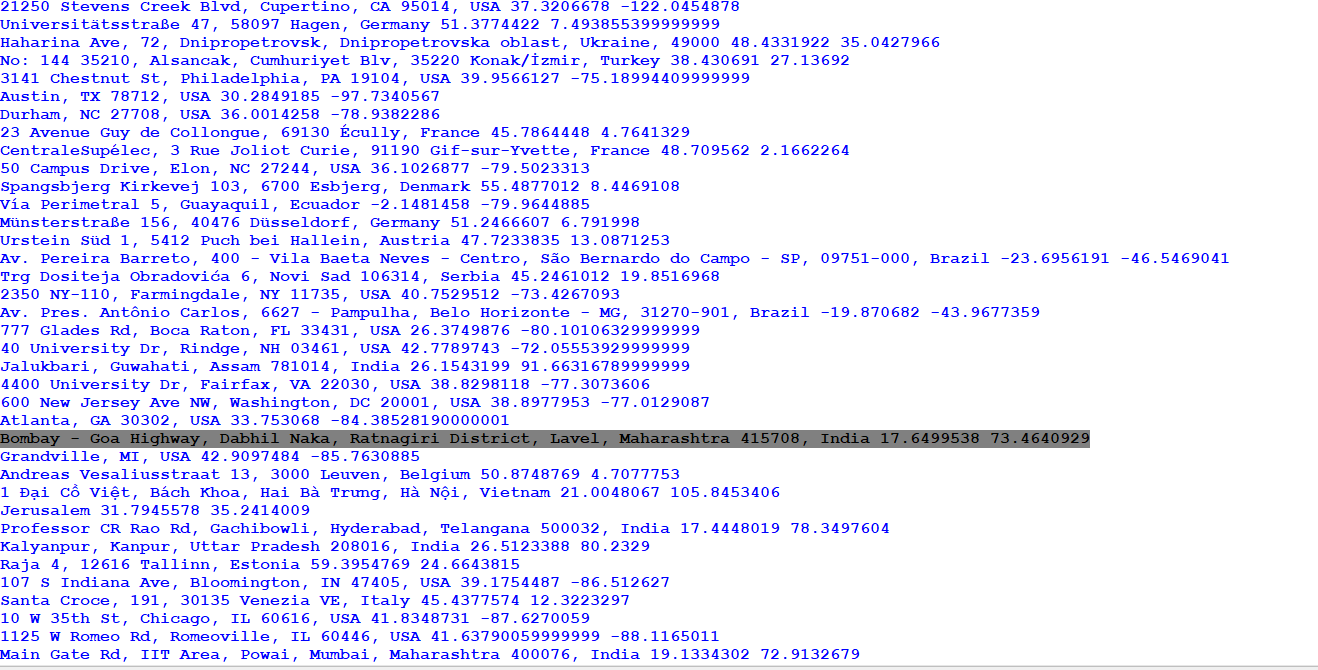 21250 Stevens Creek Blvd, Cupertino, CA 95014, USA 37.3206678 -122.0454878
Universitätsstraße 47, 58097 Hagen, Germany 51.3774422 7.493855399999999
Haharina Ave, 72, Dnipropetrovsk, Dnipropetrovska oblast, Ukraine, 49000 48.4331922 35.0427966
No: 144 35210, Alsancak, Cumhuriyet Blv, 35220 Konak/İzmir, Turkey 38.430691 27.13692
3141 Chestnut St, Philadelphia, PA 19104, USA 39.9566127 -75.18994409999999
Austin, TX 78712, USA 30.2849185 -97.7340567
Durham, NC 27708, USA 36.0014258 -78.9382286
23 Avenue Guy de Collongue, 69130 Écully, France 45.7864448 4.7641329
CentraleSupélec, 3 Rue Joliot Curie, 91190 Gif-sur-Yvette, France 48.709562 2.1662264
50 Campus Drive, Elon, NC 27244, USA 36.1026877 -79.5023313
Spangsbjerg Kirkevej 103, 6700 Esbjerg, Denmark 55.4877012 8.4469108
Vía Perimetral 5, Guayaquil, Ecuador -2.1481458 -79.9644885
Münsterstraße 156, 40476 Düsseldorf, Germany 51.2466607 6.791998
Urstein Süd 1, 5412 Puch bei Hallein, Austria 47.7233835 13.0871253
Av. Pereira Barreto, 400 - Vila Baeta Neves - Centro, São Bernardo do Campo - SP, 09751-000, Brazil -23.6956191 -46.5469041
Trg Dositeja Obradovića 6, Novi Sad 106314, Serbia 45.2461012 19.8516968
2350 NY-110, Farmingdale, NY 11735, USA 40.7529512 -73.4267093
Av. Pres. Antônio Carlos, 6627 - Pampulha, Belo Horizonte - MG, 31270-901, Brazil -19.870682 -43.9677359
777 Glades Rd, Boca Raton, FL 33431, USA 26.3749876 -80.10106329999999
40 University Dr, Rindge, NH 03461, USA 42.7789743 -72.05553929999999
Jalukbari, Guwahati, Assam 781014, India 26.1543199 91.66316789999999
4400 University Dr, Fairfax, VA 22030, USA 38.8298118 -77.3073606
600 New Jersey Ave NW, Washington, DC 20001, USA 38.8977953 -77.0129087
Atlanta, GA 30302, USA 33.753068 -84.38528190000001
Bombay - Goa Highway, Dabhil Naka, Ratnagiri District, Lavel, Maharashtra 415708, India 17.6499538 73.4640929
Grandville, MI, USA 42.9097484 -85.7630885
Andreas Vesaliusstraat 13, 3000 Leuven, Belgium 50.8748769 4.7077753
1 Đại Cồ Việt, Bách Khoa, Hai Bà Trưng, Hà Nội, Vietnam 21.0048067 105.8453406
Jerusalem 31.7945578 35.2414009
Professor CR Rao Rd, Gachibowli, Hyderabad, Telangana 500032, India 17.4448019 78.3497604
Kalyanpur, Kanpur, Uttar Pradesh 208016, India 26.5123388 80.2329
Raja 4, 12616 Tallinn, Estonia 59.3954769 24.6643815
107 S Indiana Ave, Bloomington, IN 47405, USA 39.1754487 -86.512627
Santa Croce, 191, 30135 Venezia VE, Italy 45.4377574 12.3223297
10 W 35th St, Chicago, IL 60616, USA 41.8348731 -87.6270059
1125 W Romeo Rd, Romeoville, IL 60446, USA 41.63790059999999 -88.1165011
Main Gate Rd, IIT Area, Powai, Mumbai, Maharashtra 400076, India 19.1334302 72.9132679